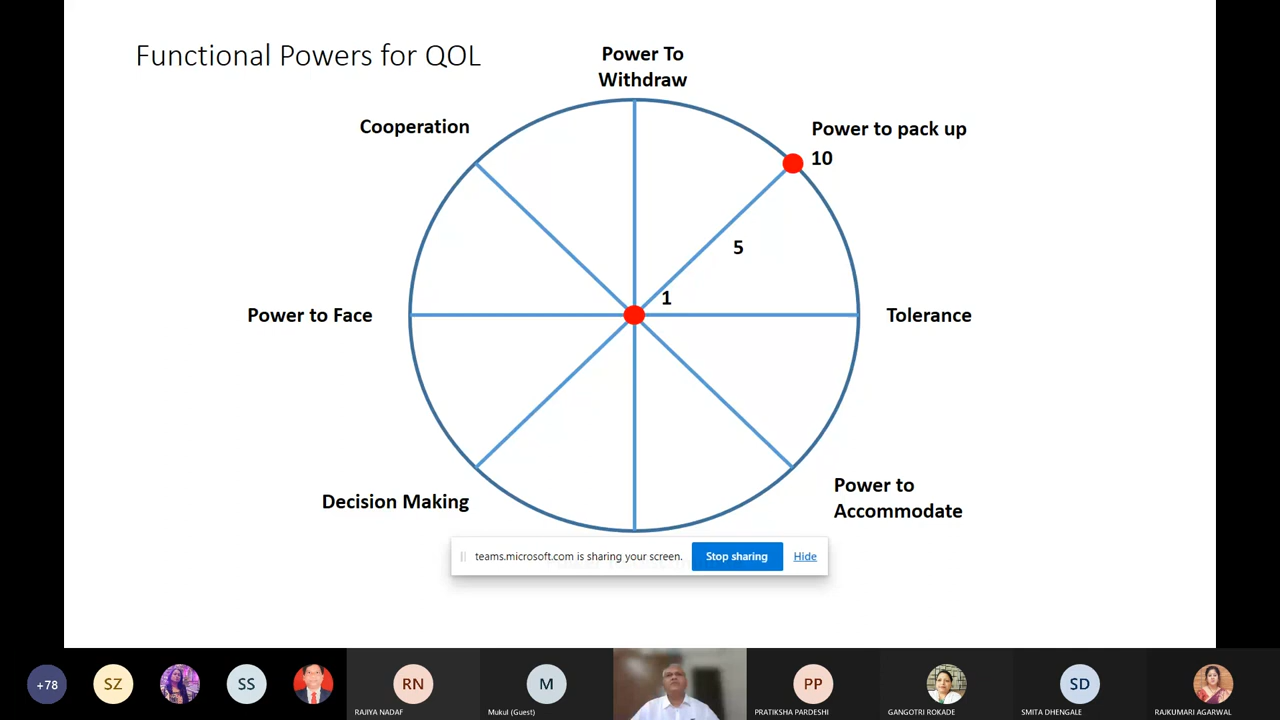 Functional Powers for QOL
Power To
Withdraw
Cooperation
Power to pack up
10
5
1
Power to Face
Tolerance
Decision Making
Power to
Accommodate
teams.microsoft.com is sharing your screen.
Stop sharing
Hide
+78
SZ
SS
RN
RAJIYA NADAF
M
Mukul (Guest)
PP
PRATIKSHA PARDESHI
GANGOTRI ROKADE
SD
SMITA DHENGALE
RAJKUMARI AGARWAL